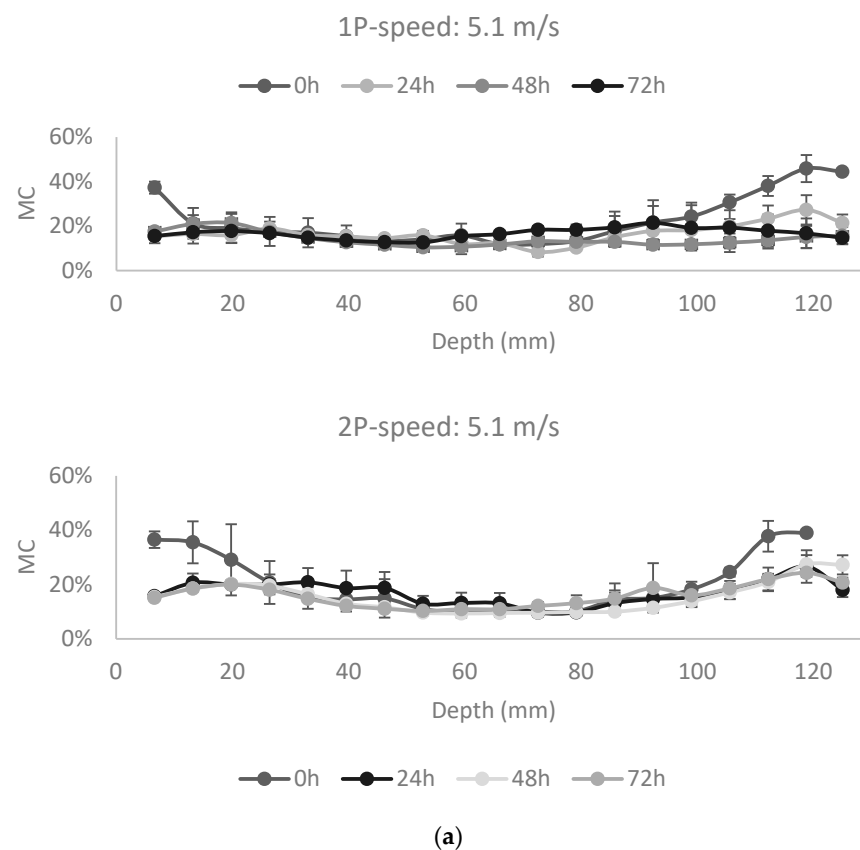 1P-speed: 5.1 m/s
0h 24h 48h 72h
60%
40%
20%
0%
MC
0 20 40 60 80 100 120
Depth (mm)
2P-speed: 5.1 m/s
60%
40%
20%
0%
MC
0 20 40 60 80 100 120
Depth (mm)
0h 24h 48h 72h
(a)